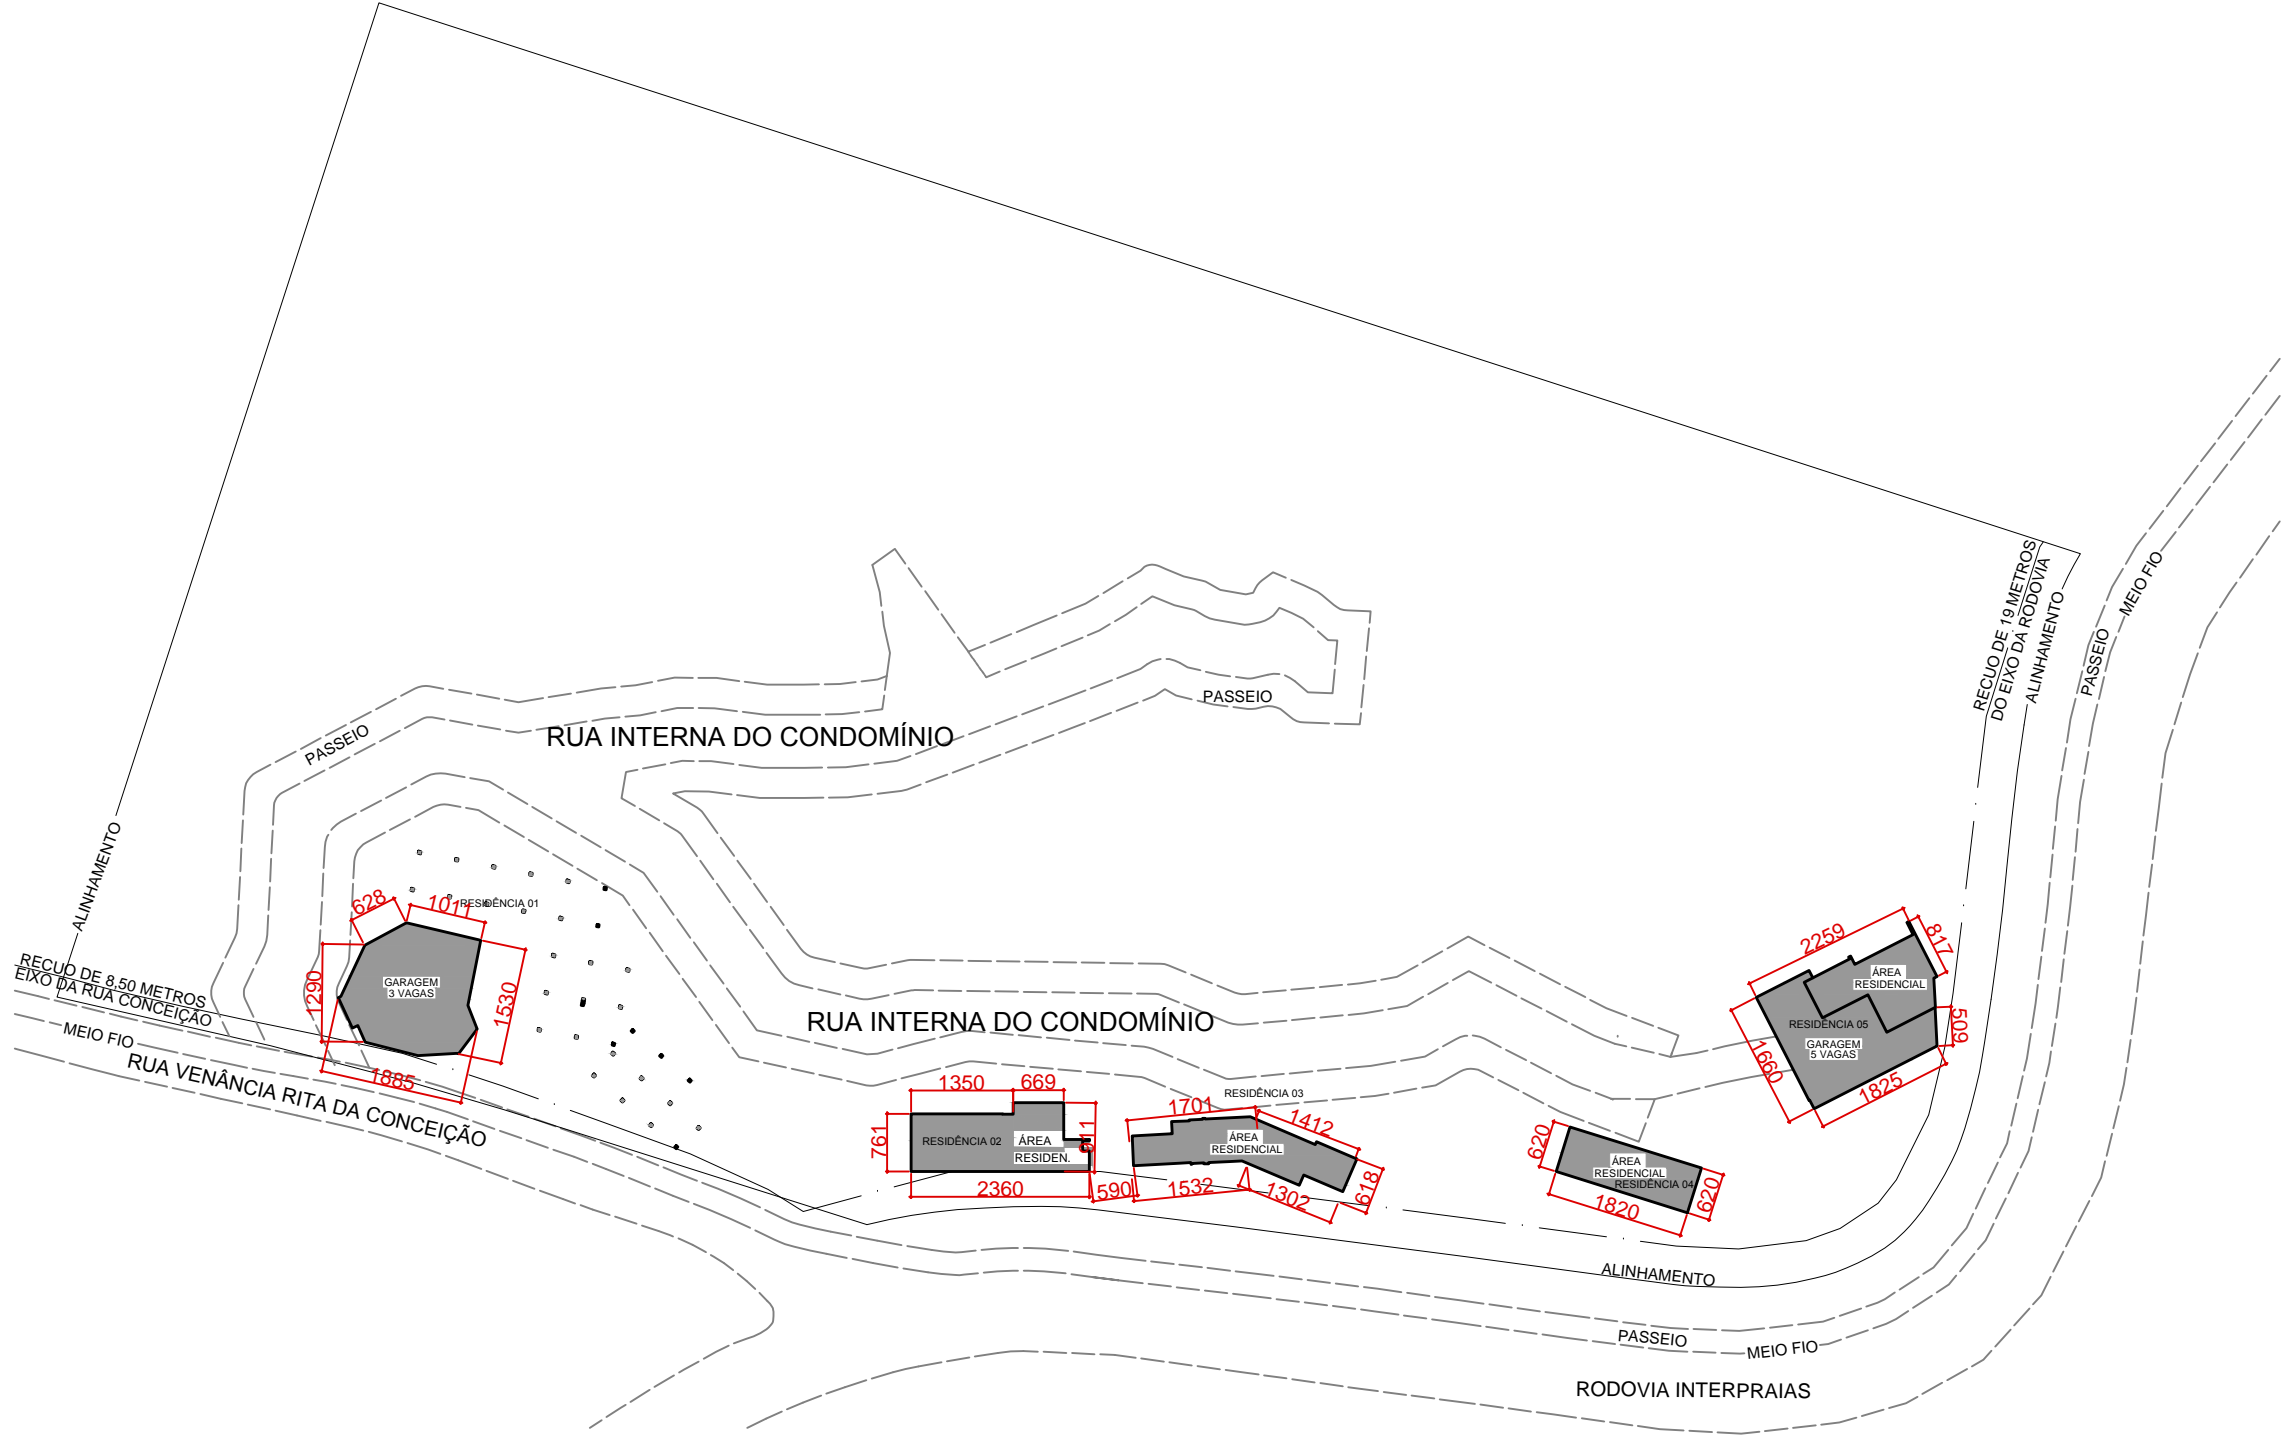 RECUO DE 19 METROS
DO EIXO DA RODOVIA
ALINHAMENTO
PASSEIO
MEIO FIO
PASSEIO
RUA INTERNA DO CONDOMÍNIO
PASSEIO
ALINHAMENTO
RECUO DE 8,50 METROS
EIXO DA RUA CONCEIÇÃO
MEIO FIO
RUA VENÂNCIA RITA DA CONCEIÇÃO
628
1011
RESIDÊNCIA 01
1290
GARAGEM
3 VAGAS
1530
1885
RUA INTERNA DO CONDOMÍNIO
1350
669
761
RESIDÊNCIA 02
ÁREA
RESIDEN.
911
2360
590
RESIDÊNCIA 03
1701
1412
ÁREA
RESIDENCIAL
1532
1302
618
620
ÁREA
RESIDENCIAL
RESIDÊNCIA 04
620
1820
2259
817
ÁREA
RESIDENCIAL
RESIDÊNCIA 05
GARAGEM
5 VAGAS
509
1660
1825
ALINHAMENTO
PASSEIO
MEIO FIO
RODOVIA INTERPRAIAS